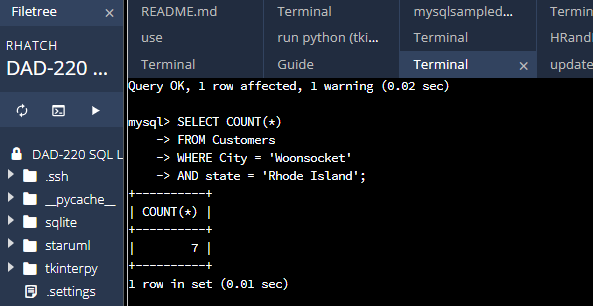 Filetree ×
RHATCH
DAD-220 ...
DAD-220 SQL L
.ssh
__pycache__
sqlite
staruml
tkinterpy
.settings
README.md Terminal mysqlsampled... Termin
use run python (tki... Terminal HRand
Terminal Guide Terminal × update
Query OK, 1 row affected, 1 warning (0.02 sec)
mysql> SELECT COUNT(*)
-> FROM Customers
-> WHERE City = 'Woonsocket'
-> AND state = 'Rhode Island';
+----------+
| COUNT(*) |
+----------+
| 7 |
+----------+
1 row in set (0.01 sec)